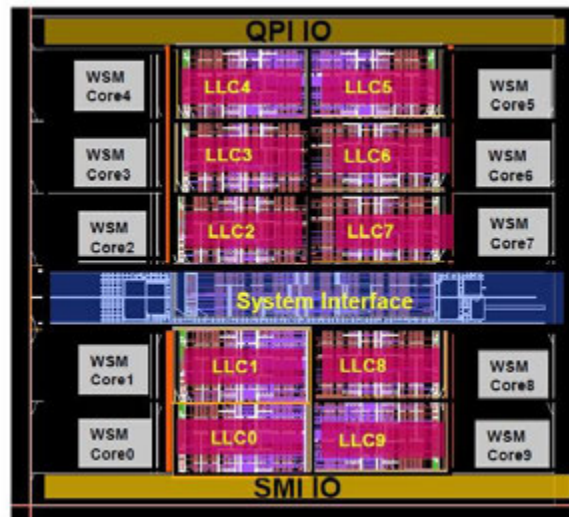 QPI IO
WSM
Core4
LLC4
LLC5
WSM
Core5
WSM
Core3
LLC3
LLC6
WSM
Core6
WSM
Core2
LLC2
LLC7
WSM
Core7
System Interface
WSM
Core1
LLC1
LLC8
WSM
Core8
WSM
Core0
LLC0
LLC9
WSM
Core9
SMI IO